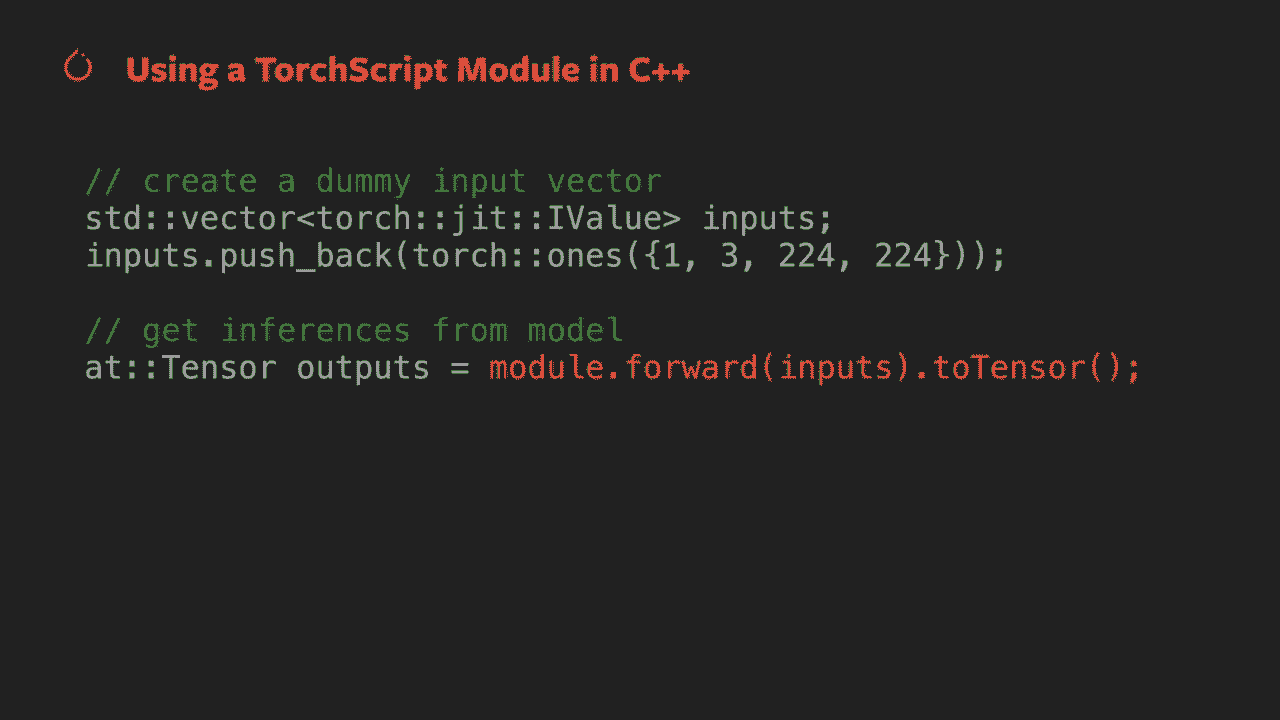 Using a TorchScript Module in C++
// create a dummy input vector
std::vector<torch::jit::IValue> inputs;
inputs.push_back(torch::ones({1, 3, 224, 224}));
// get inferences from model
at::Tensor outputs = module.forward(inputs).toTensor();